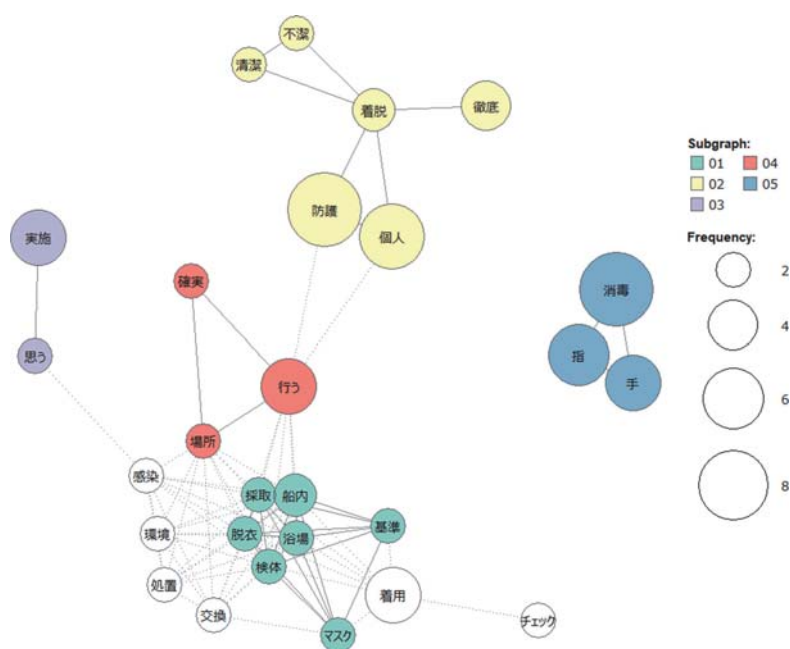 不潔
清潔
着脱
徹底
防護
個人
実施
確実
思う
行う
場所
感染
採取
船内
環境
脱衣
浴場
基準
検体
処置
交換
着用
マスク
チェック
消毒
指
手
Subgraph:
01 04
02 05
03
Frequency:
2
4
6
8